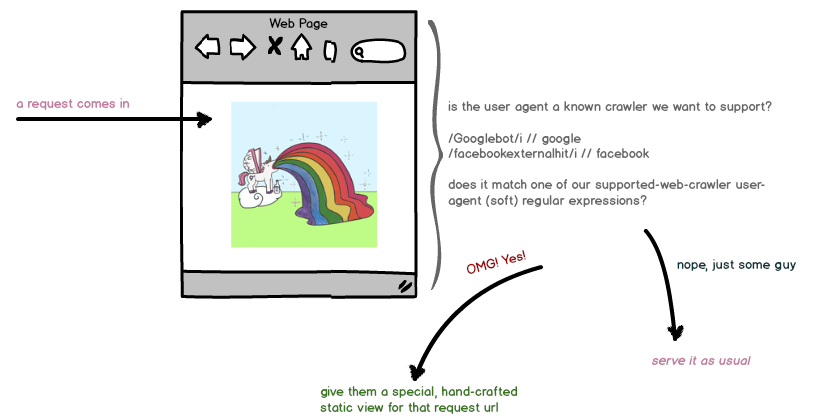 Web Page
a request comes in
is the user agent a known crawler we want to support?
/Googlebot/i // google
/facebookexternalhit/i // facebook
does it match one of our supported-web-crawler user-
agent (soft) regular expressions?
OMG! Yes!
nope, just some guy
serve it as usual
give them a special, hand-crafted
static view for that request url